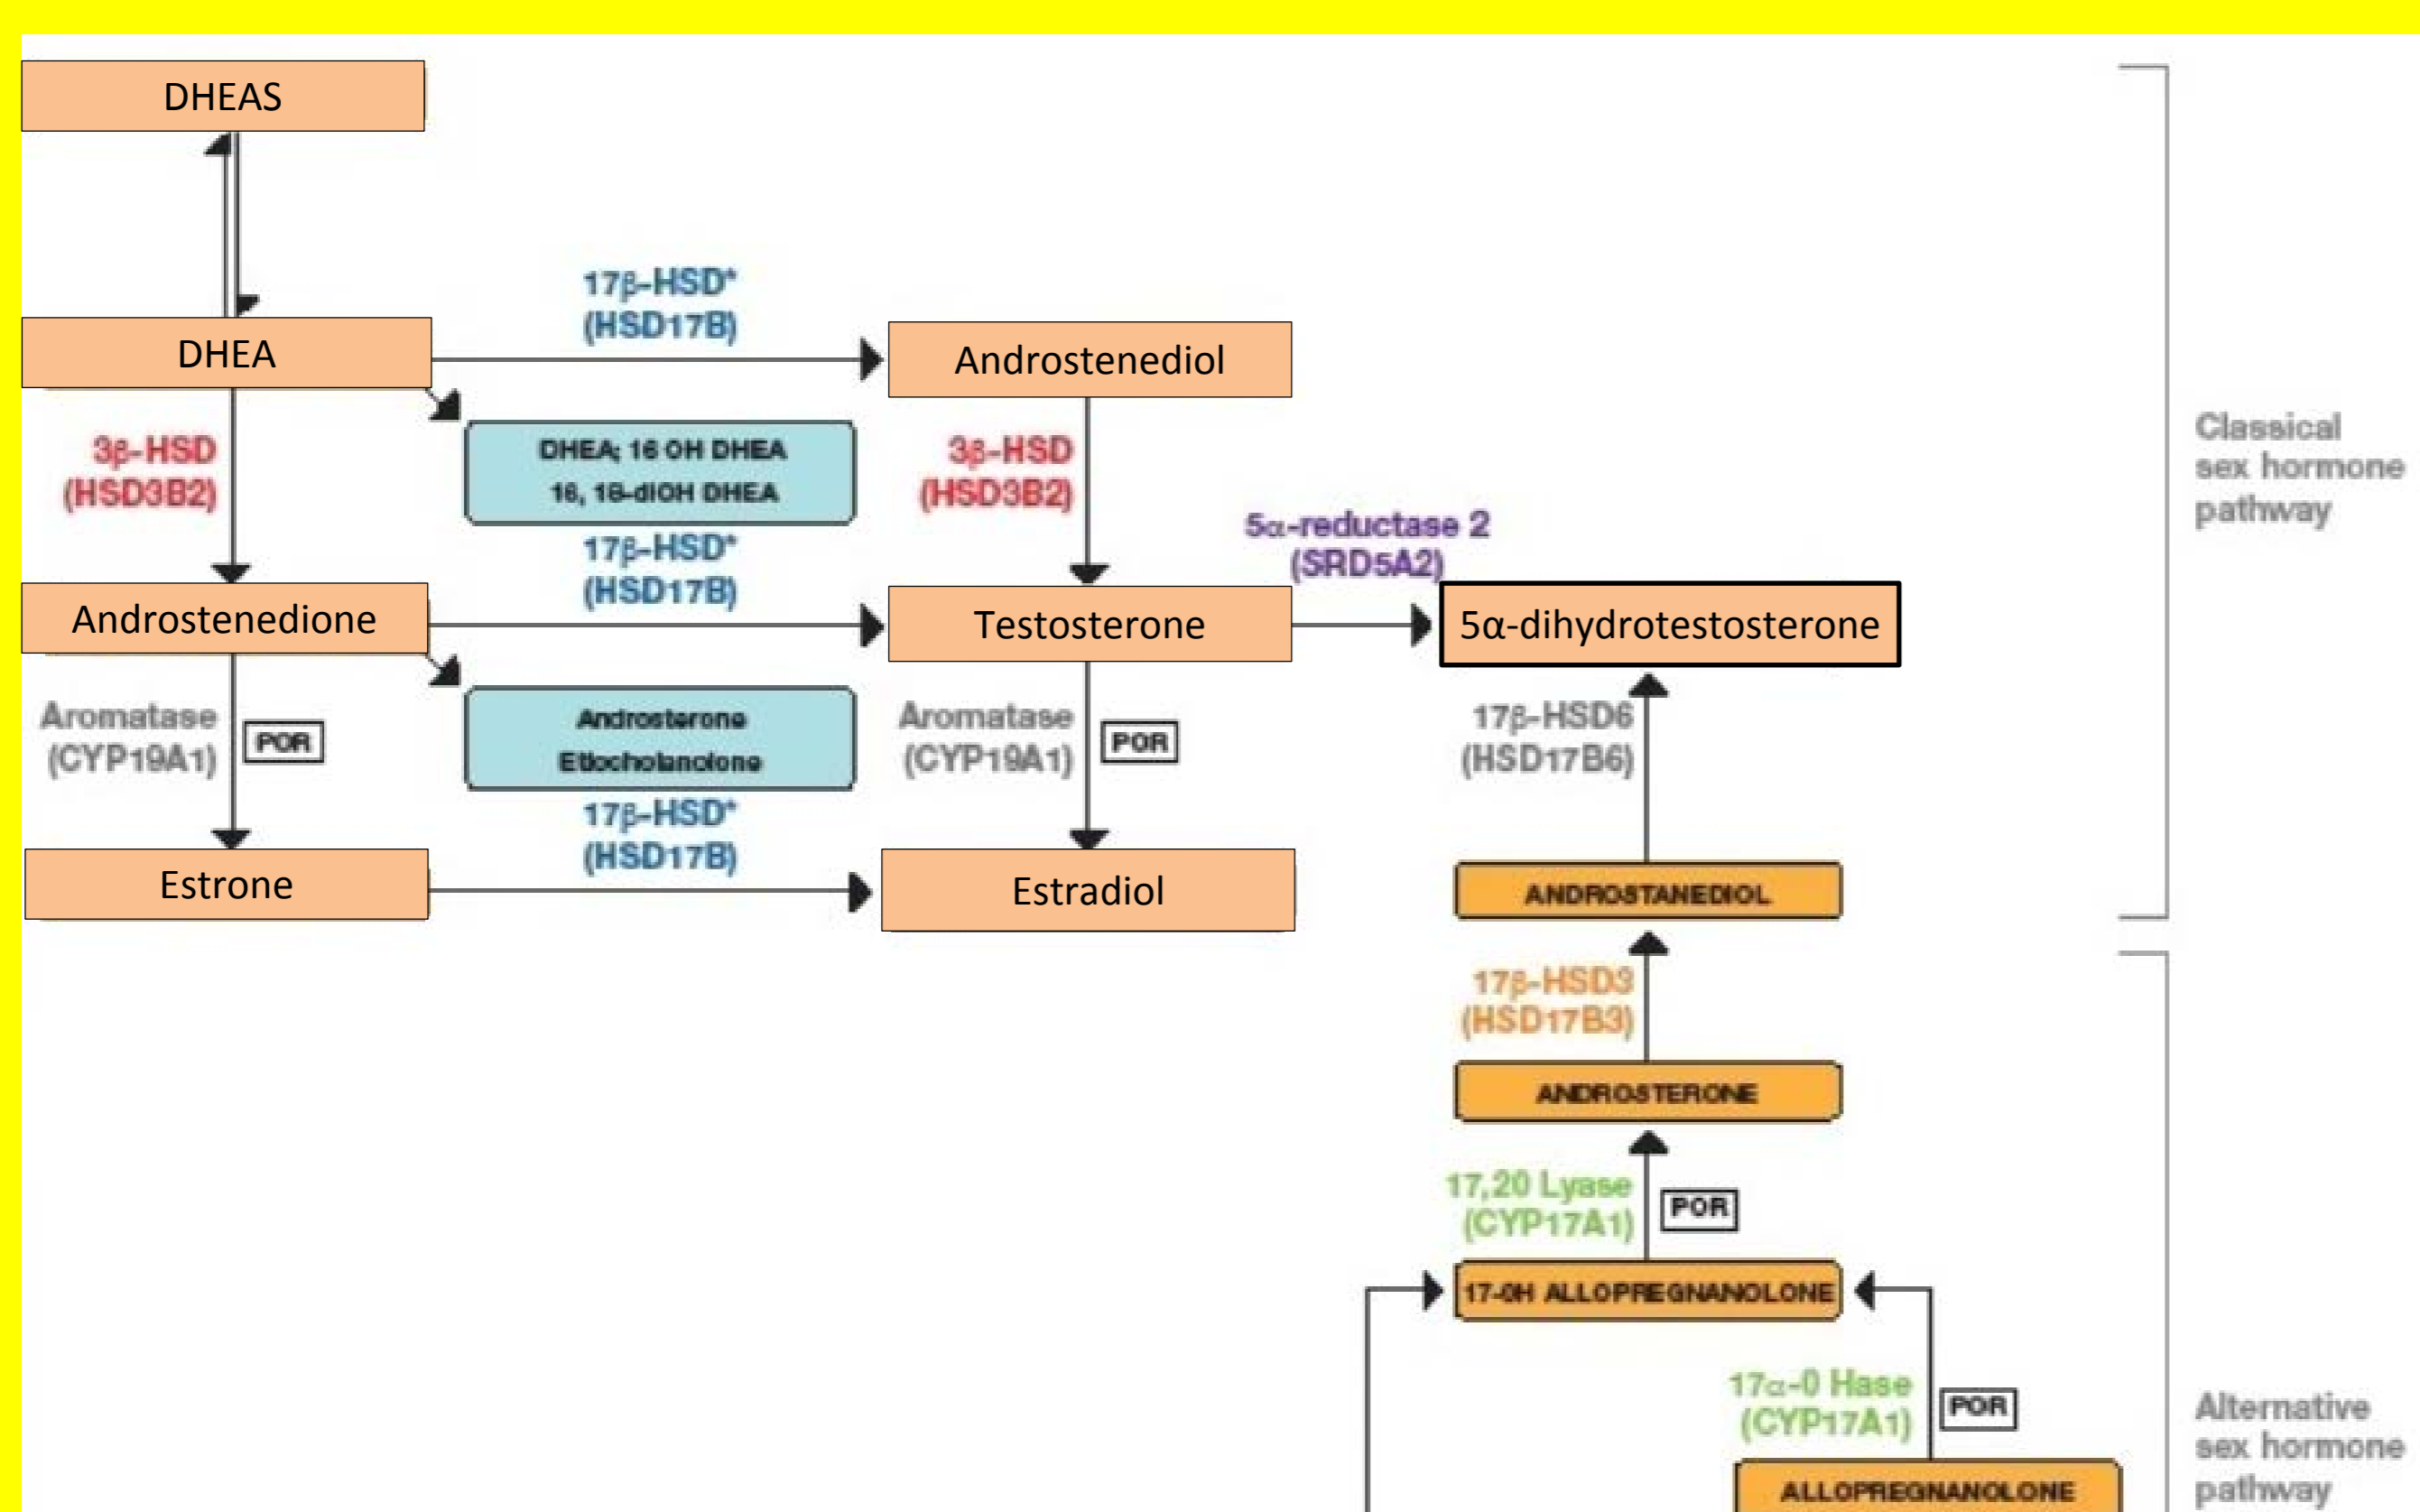 DHEAS
17β-HSD*
(HSD17B)
DHEA
Androstenediol
3β-HSD
(HSD3B2)
DHEA; 16 OH DHEA
16, 18-diOH DHEA
3β-HSD
(HSD3B2)
Classical
sex hormone
pathway
17β-HSD*
(HSD17B)
5α-reductase 2
(SRD5A2)
Androstenedione
Testosterone
5α-dihydrotestosterone
Aromatase
(CYP19A1)
POR
Androsterone
Etiocholanolone
Aromatase
(CYP19A1)
POR
17β-HSD6
(HSD17B6)
17β-HSD*
(HSD17B)
Estrone
Estradiol
ANDROSTANEDIOL
17β-HSD3
(HSD17B3)
ANDROSTERONE
17,20 Lyase
(CYP17A1)
POR
17-0H ALLOPREGNANOLONE
17α-0 Hase
(CYP17A1)
POR
Alternative
sex hormone
pathway
ALLOPREGNANOLONE